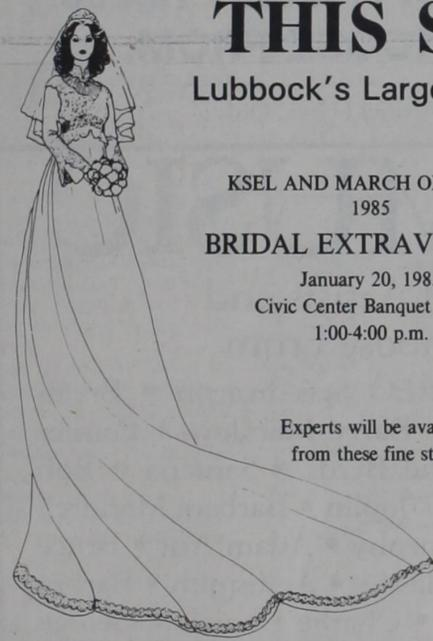 THIS S
Lubbock's Larg
KSEL AND MARCH O
1985
BRIDAL EXTRAV
January 20, 198
Civic Center Banquet
1:00-4:00 p.m.
Experts will be ava
from these fine st